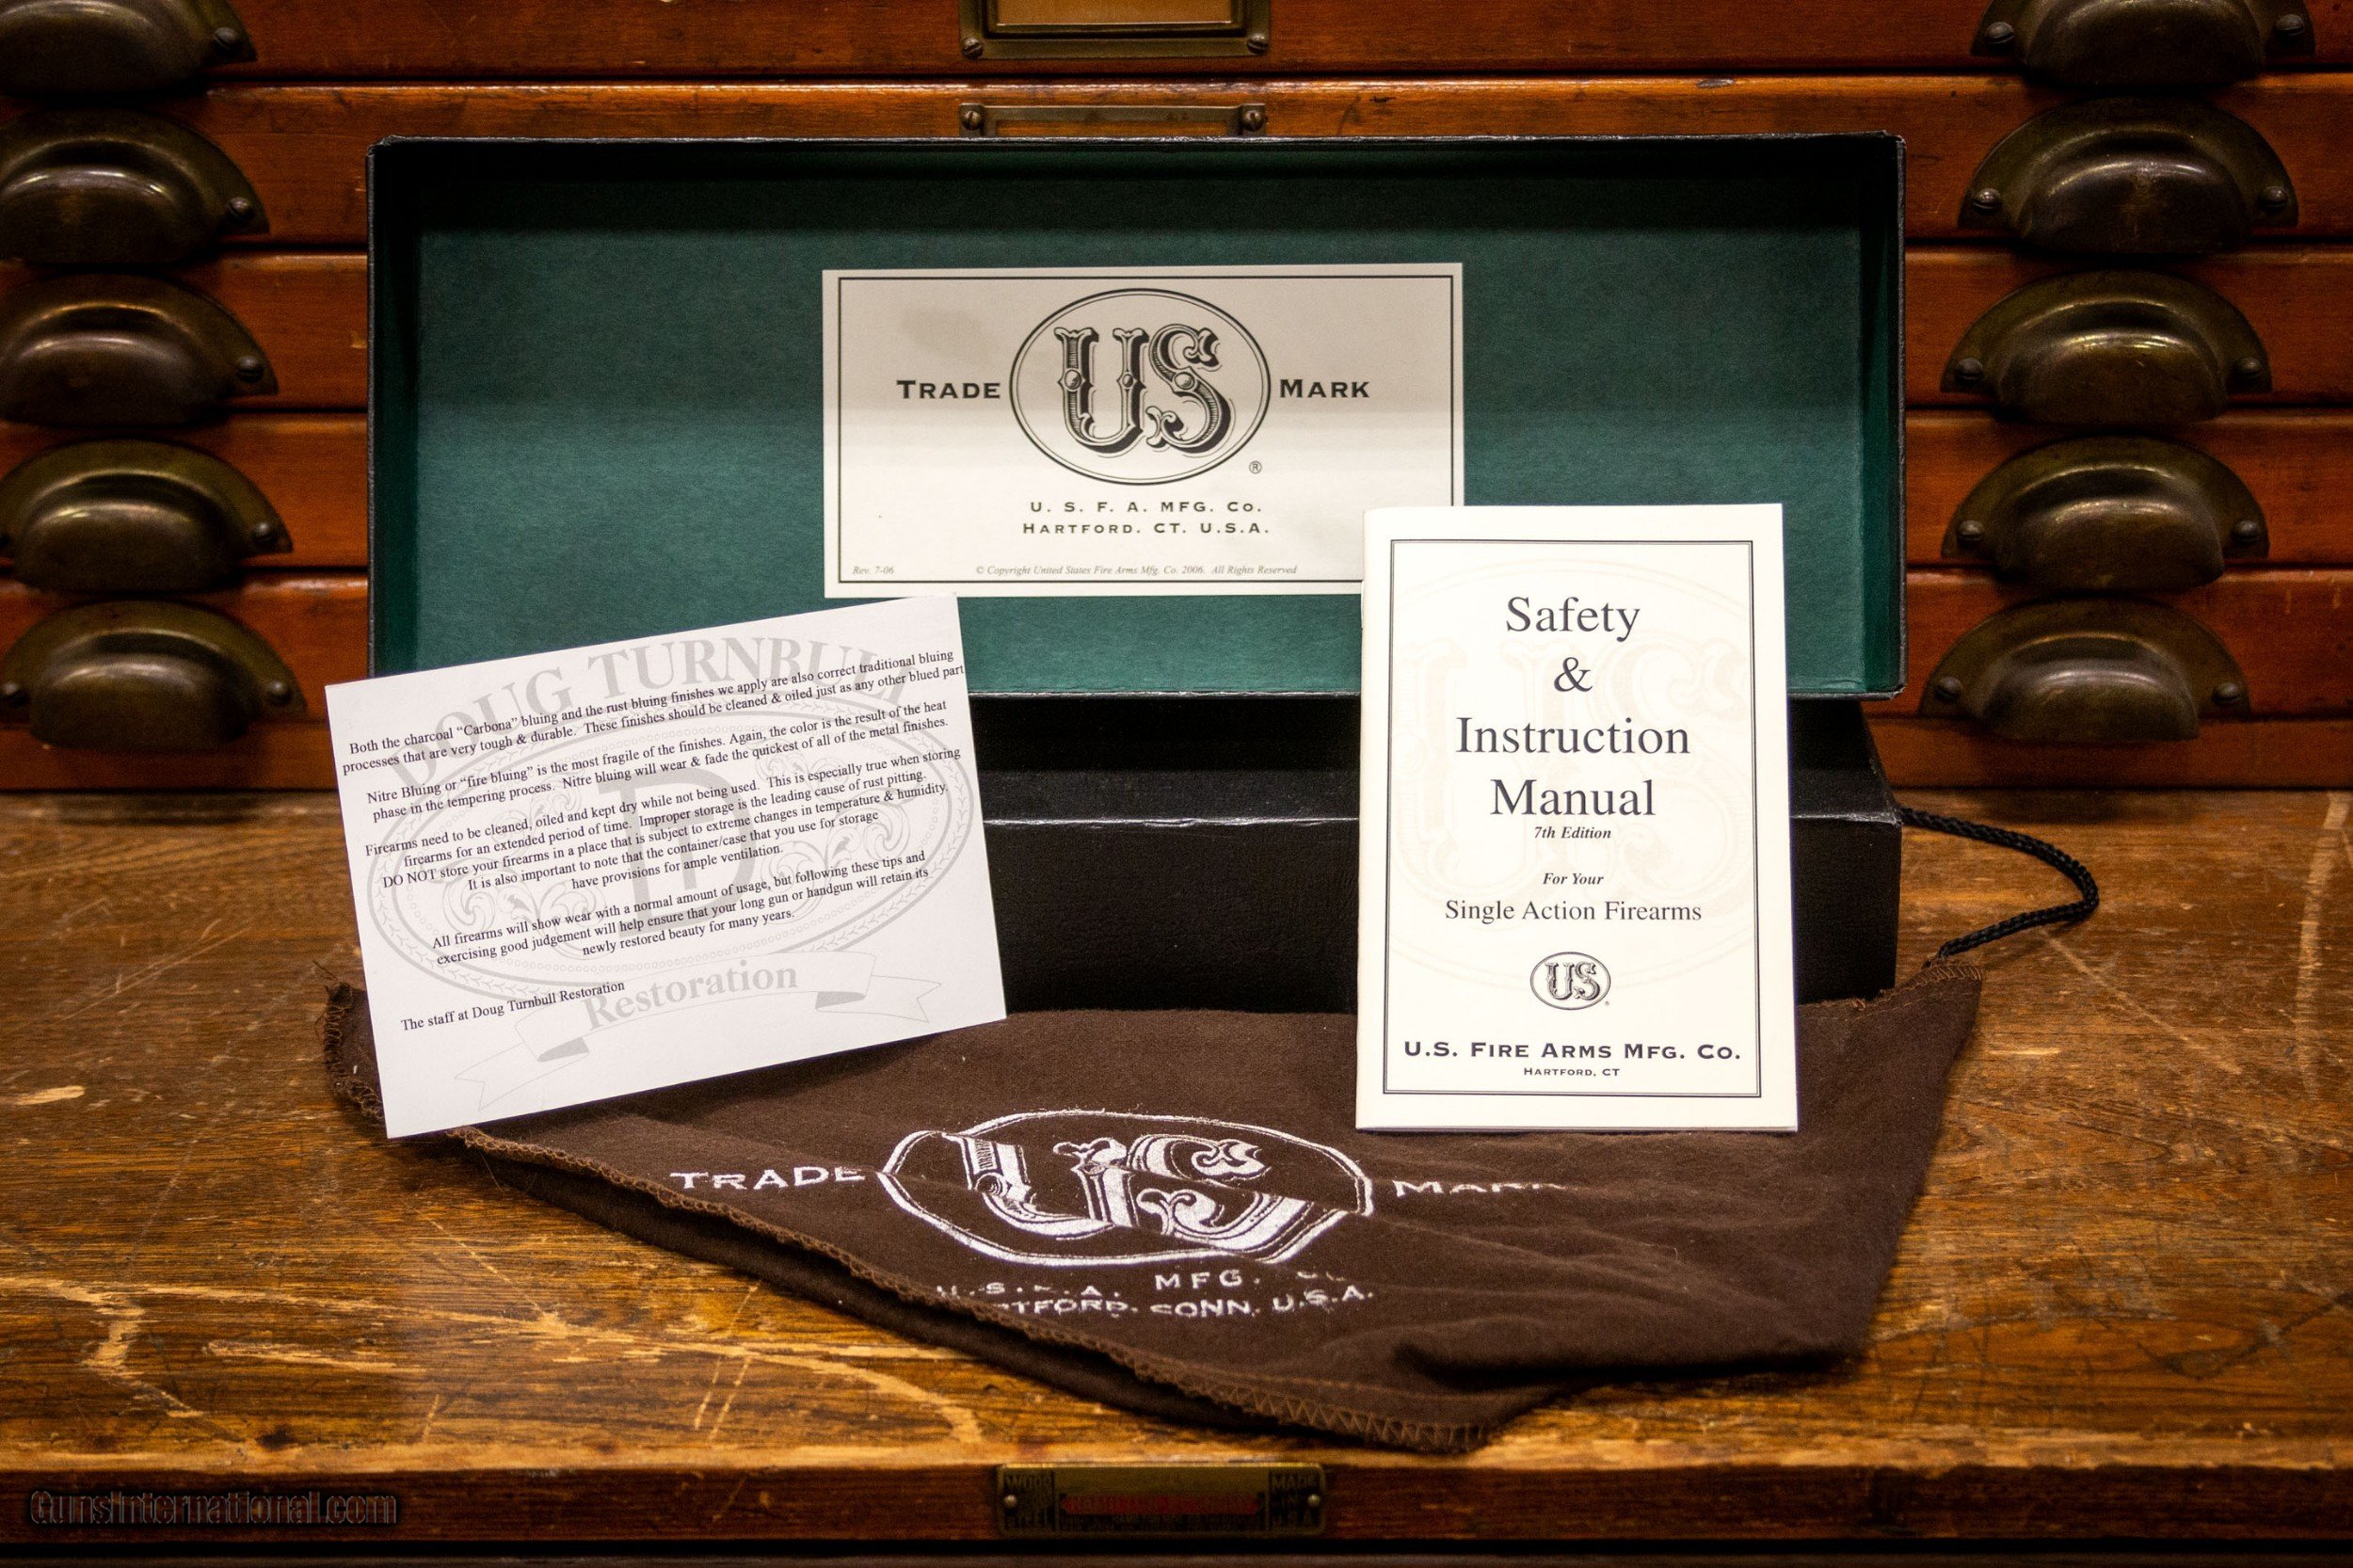 TRADE US MARK
®
U. S. F. A. MFG. Co.
HARTFORD. CT. U.S.A.
Rev. 7-06 © Copyright United States Fire Arms Mfg. Co. 2006. All Rights Reserved
DOUG TURNBULL
Both the charcoal “Carbona” bluing and the rust bluing finishes we apply are also correct traditional bluing
processes that are very tough & durable. These finishes should be cleaned & oiled just as any other blued part
Nitre Bluing or “fire bluing” is the most fragile of the finishes. Again, the color is the result of the heat
phase in the tempering process. Nitre bluing will wear & fade the quickest of all of the metal finishes.
Firearms need to be cleaned, oiled and kept dry while not being used. This is especially true when storing
firearms for an extended period of time. Improper storage is the leading cause of rust pitting.
DO NOT store your firearms in a place that is subject to extreme changes in temperature & humidity.
It is also important to note that the container/case that you use for storage
have provisions for ample ventilation.
All firearms will show wear with a normal amount of usage, but following these tips and
exercising good judgement will help ensure that your long gun or handgun will retain its
newly restored beauty for many years.
The staff at Doug Turnbull Restoration
Restoration
Safety
&
Instruction
Manual
7th Edition
For Your
Single Action Firearms
US
U.S. FIRE ARMS MFG. CO.
HARTFORD, CT
TRADE US MARK
U.S.F.A. MFG.
CONN. U.S.A.
GunsInternational.com